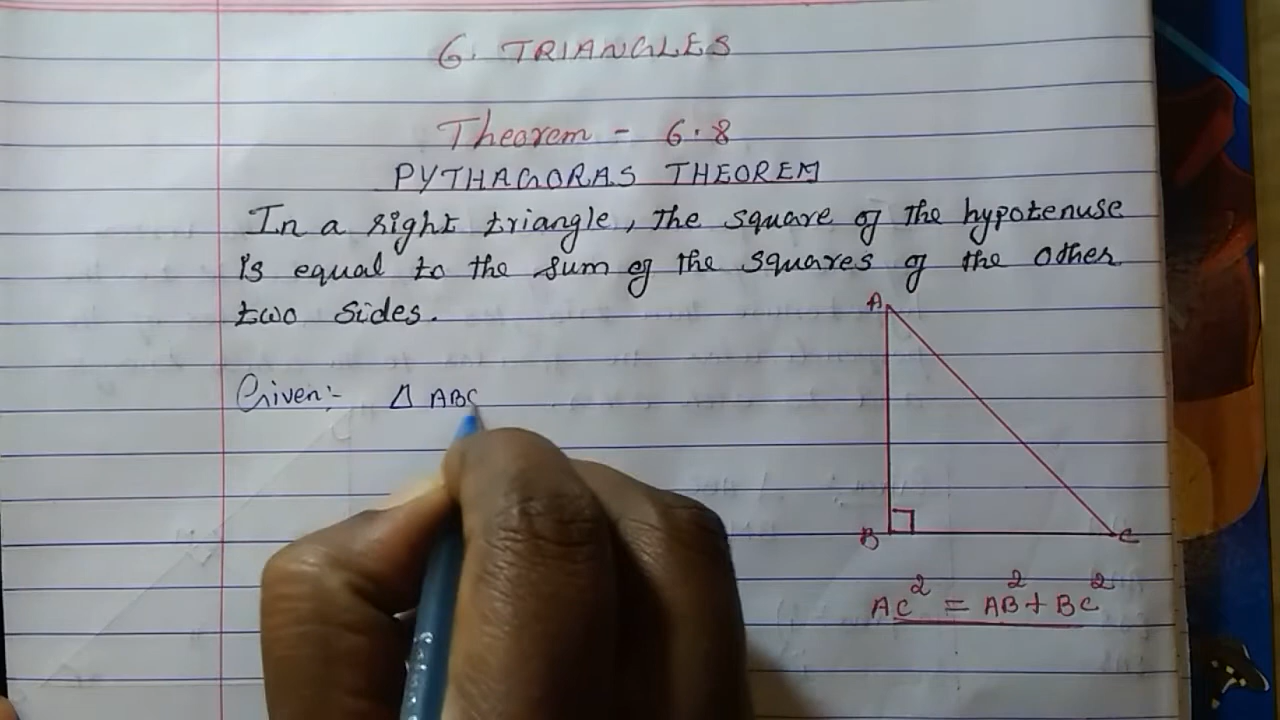 6. TRIANGLES
Theorem - 6.8
PYTHAGORAS THEOREM
In a right triangle, the square of the hypotenuse
is equal to the sum of the squares of the other
two sides.
A
Given:- Δ ABC
B
C
AC² = AB² + BC²